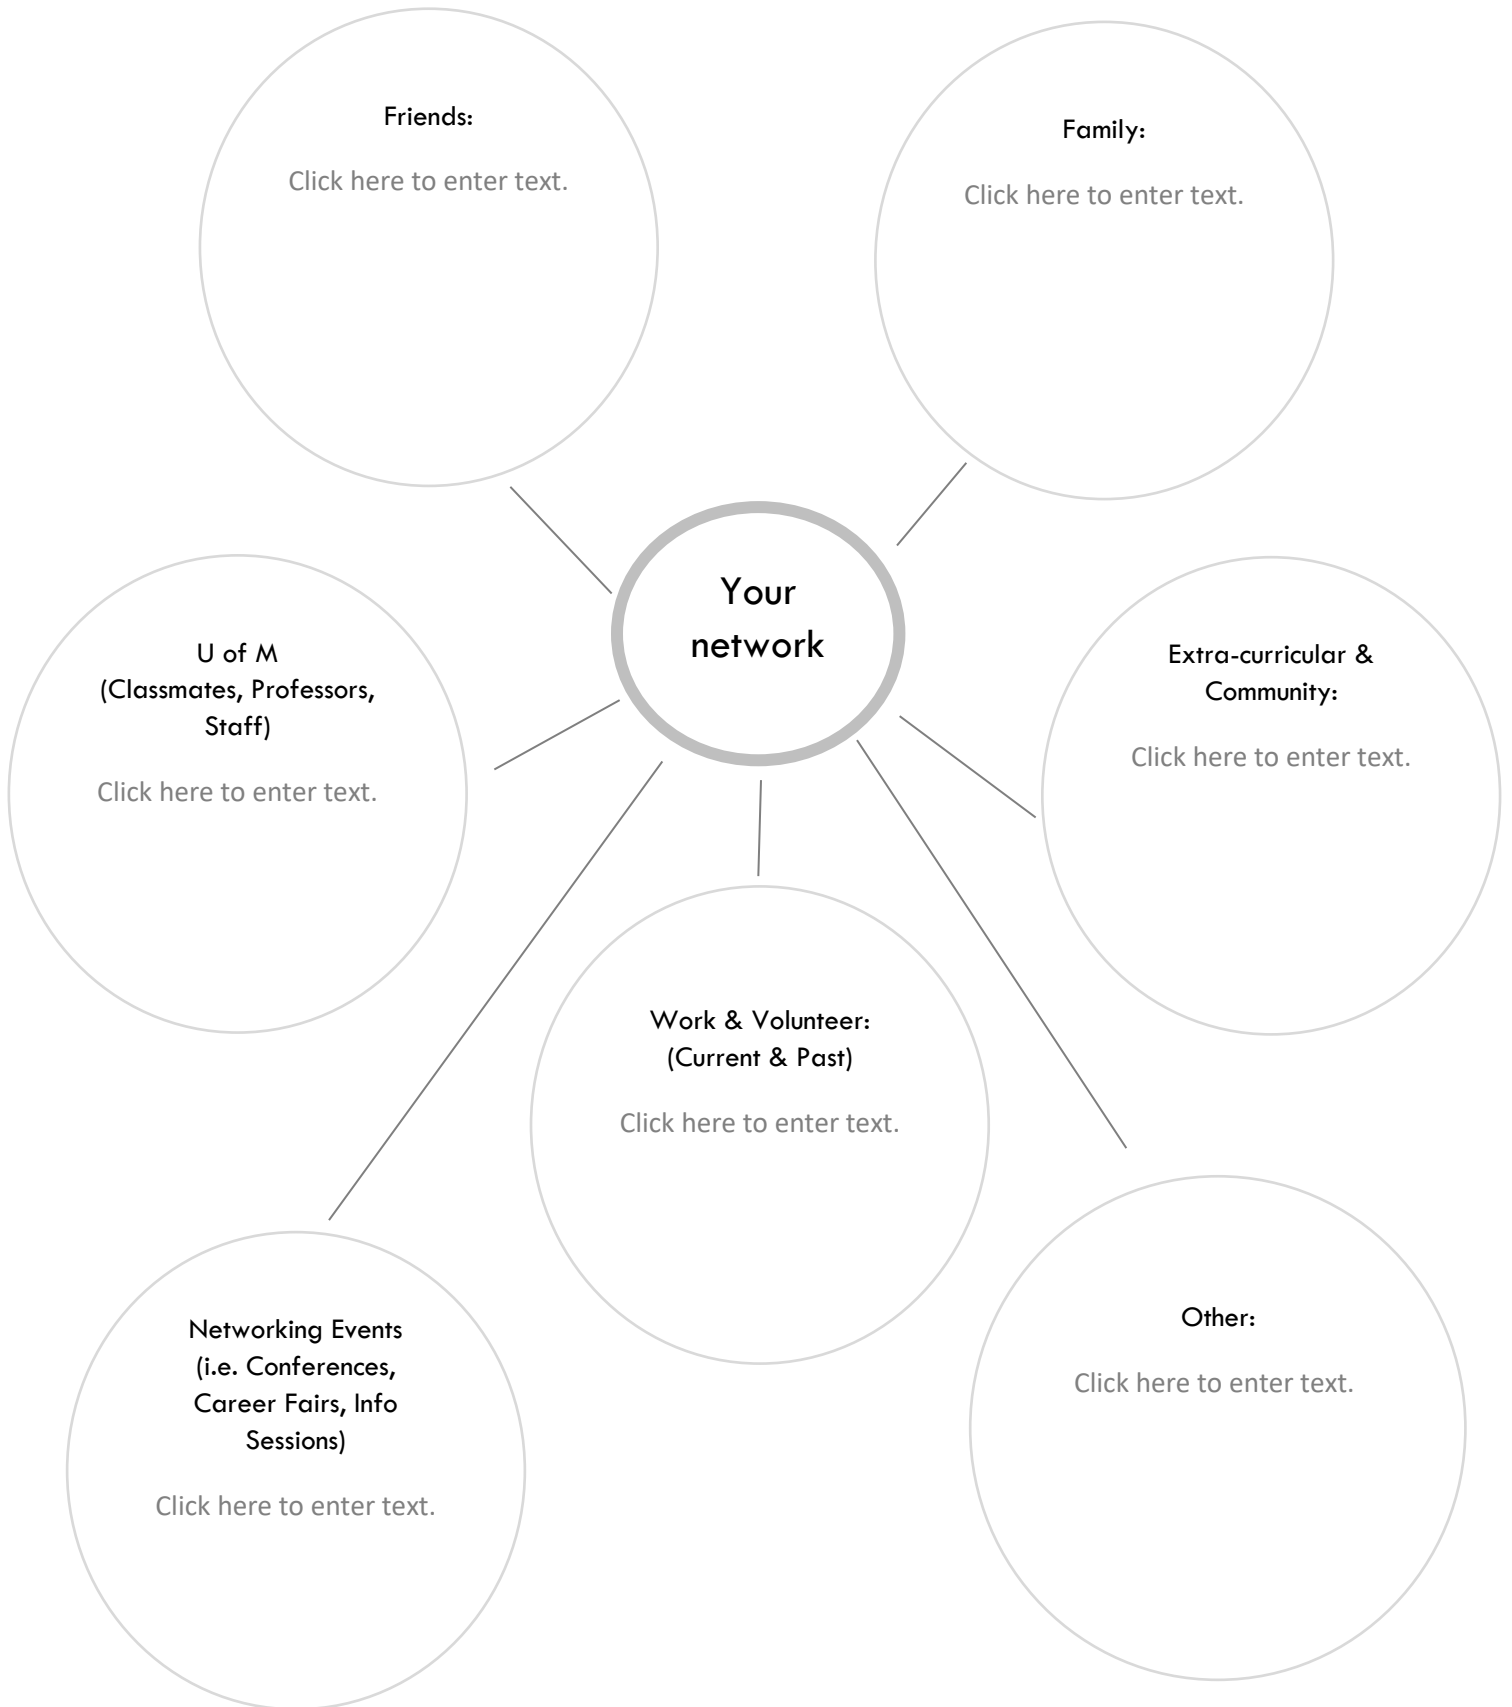 Friends:
Click here to enter text.
Family:
Click here to enter text.
Your
network
U of M
(Classmates, Professors,
Staff)
Click here to enter text.
Extra-curricular &
Community:
Click here to enter text.
Work & Volunteer:
(Current & Past)
Click here to enter text.
Networking Events
(i.e. Conferences,
Career Fairs, Info
Sessions)
Click here to enter text.
Other:
Click here to enter text.